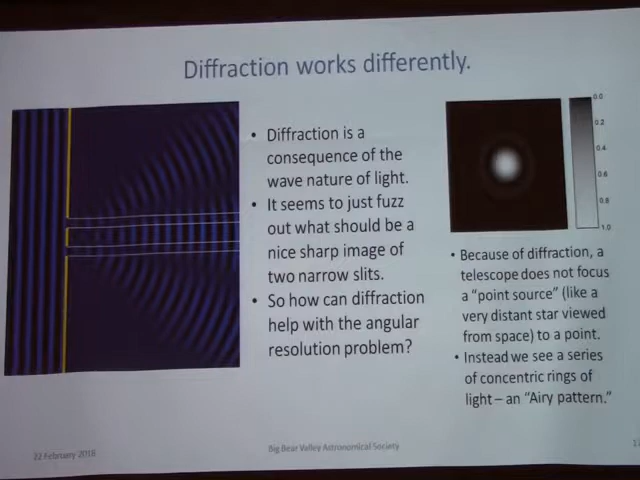 Diffraction works differently.
• Diffraction is a
consequence of the
wave nature of light.
• It seems to just fuzz
out what should be a
nice sharp image of
two narrow slits.
• So how can diffraction
help with the angular
resolution problem?
0.0
0.2
0.4
0.6
0.8
1.0
• Because of diffraction, a
telescope does not focus
a "point source" (like a
very distant star viewed
from space) to a point.
• Instead we see a series
of concentric rings of
light – an "Airy pattern."
22 February 2018
Big Bear Valley Astronomical Society